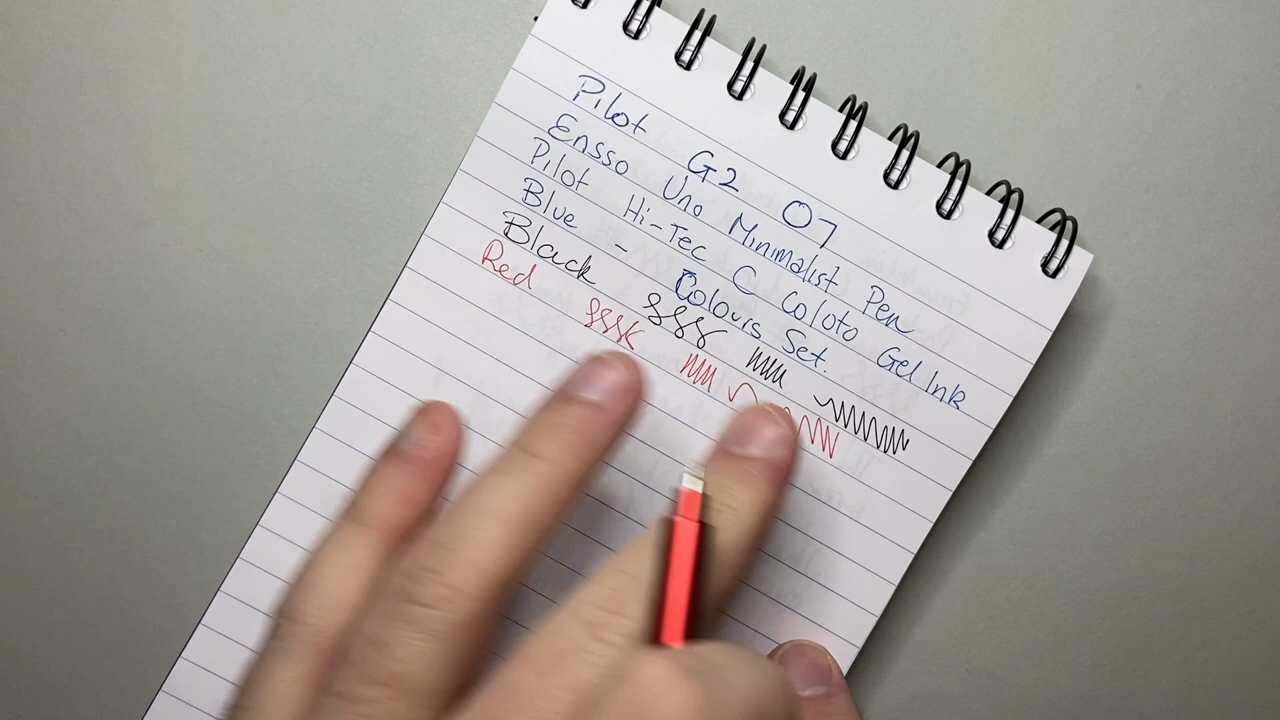 Pilot G2 07
Ensso Uno Minimalist Pen
Pilot Hi-Tec C Coloto Gel Ink
Blue - Colours Set.
Black
Red